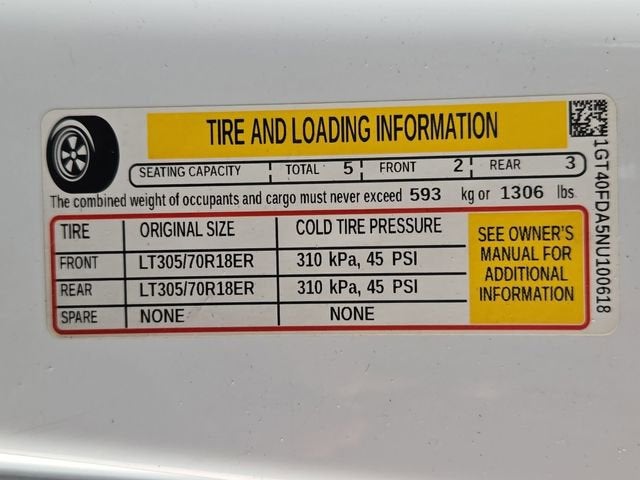 TIRE AND LOADING INFORMATION
SEATING CAPACITY TOTAL 5 FRONT 2 REAR 3
The combined weight of occupants and cargo must never exceed 593 kg or 1306 lbs
TIRE ORIGINAL SIZE COLD TIRE PRESSURE
FRONT LT305/70R18ER 310 kPa, 45 PSI
REAR LT305/70R18ER 310 kPa, 45 PSI
SPARE NONE NONE
SEE OWNER'S
MANUAL FOR
ADDITIONAL
INFORMATION
1GT40FDA5NU100618